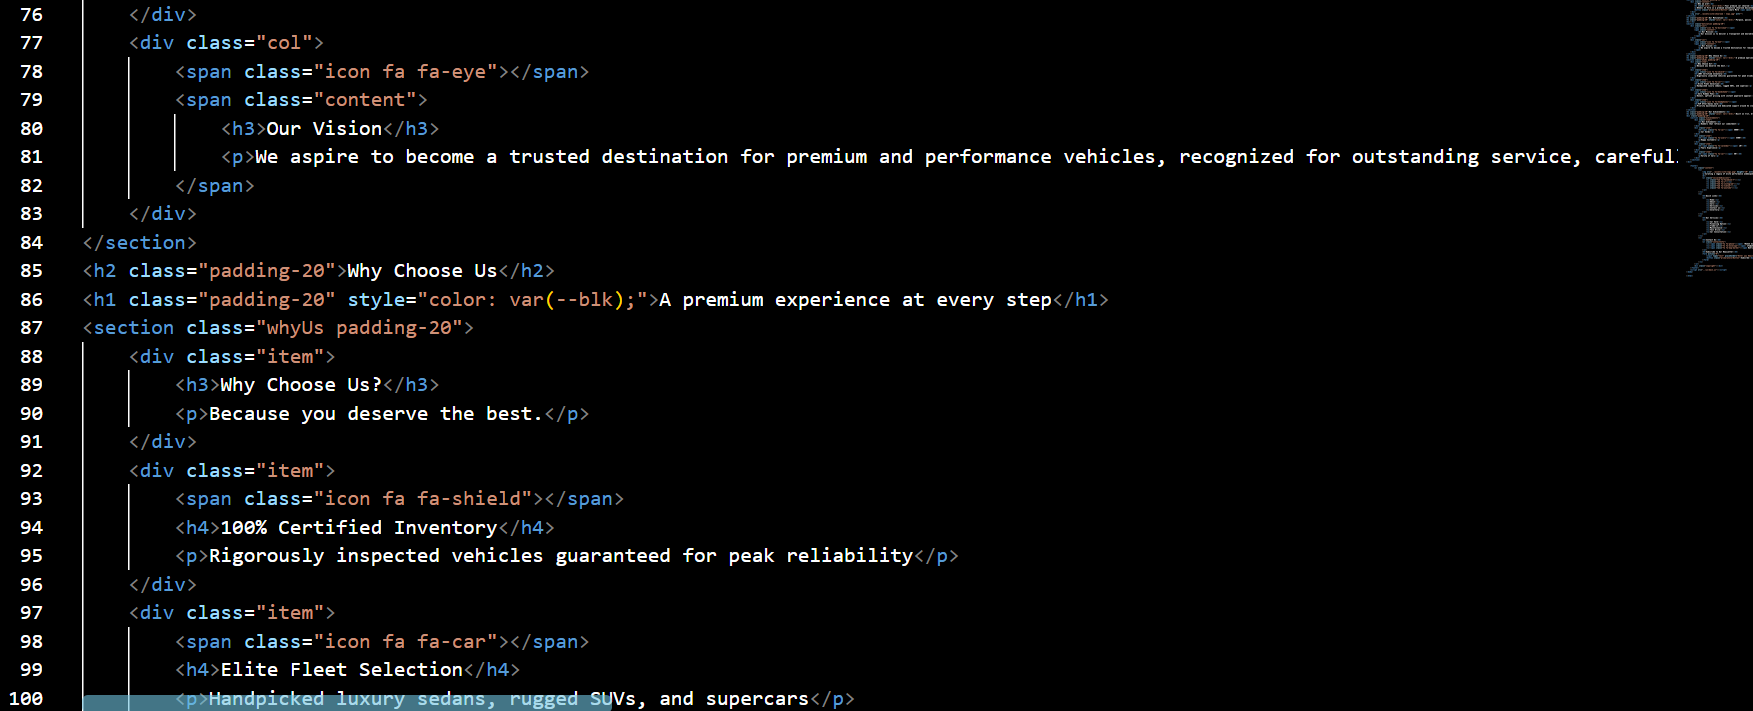 76 </div>
77 <div class="col">
78 <span class="icon fa fa-eye"></span>
79 <span class="content">
80 <h3>Our Vision</h3>
81 <p>We aspire to become a trusted destination for premium and performance vehicles, recognized for outstanding service, careful
82 </span>
83 </div>
84 </section>
85 <h2 class="padding-20">Why Choose Us</h2>
86 <h1 class="padding-20" style="color: var(--blk);">A premium experience at every step</h1>
87 <section class="whyUs padding-20">
88 <div class="item">
89 <h3>Why Choose Us?</h3>
90 <p>Because you deserve the best.</p>
91 </div>
92 <div class="item">
93 <span class="icon fa fa-shield"></span>
94 <h4>100% Certified Inventory</h4>
95 <p>Rigorously inspected vehicles guaranteed for peak reliability</p>
96 </div>
97 <div class="item">
98 <span class="icon fa fa-car"></span>
99 <h4>Elite Fleet Selection</h4>
100 <p>Handpicked luxury sedans, rugged SUVs, and supercars</p>